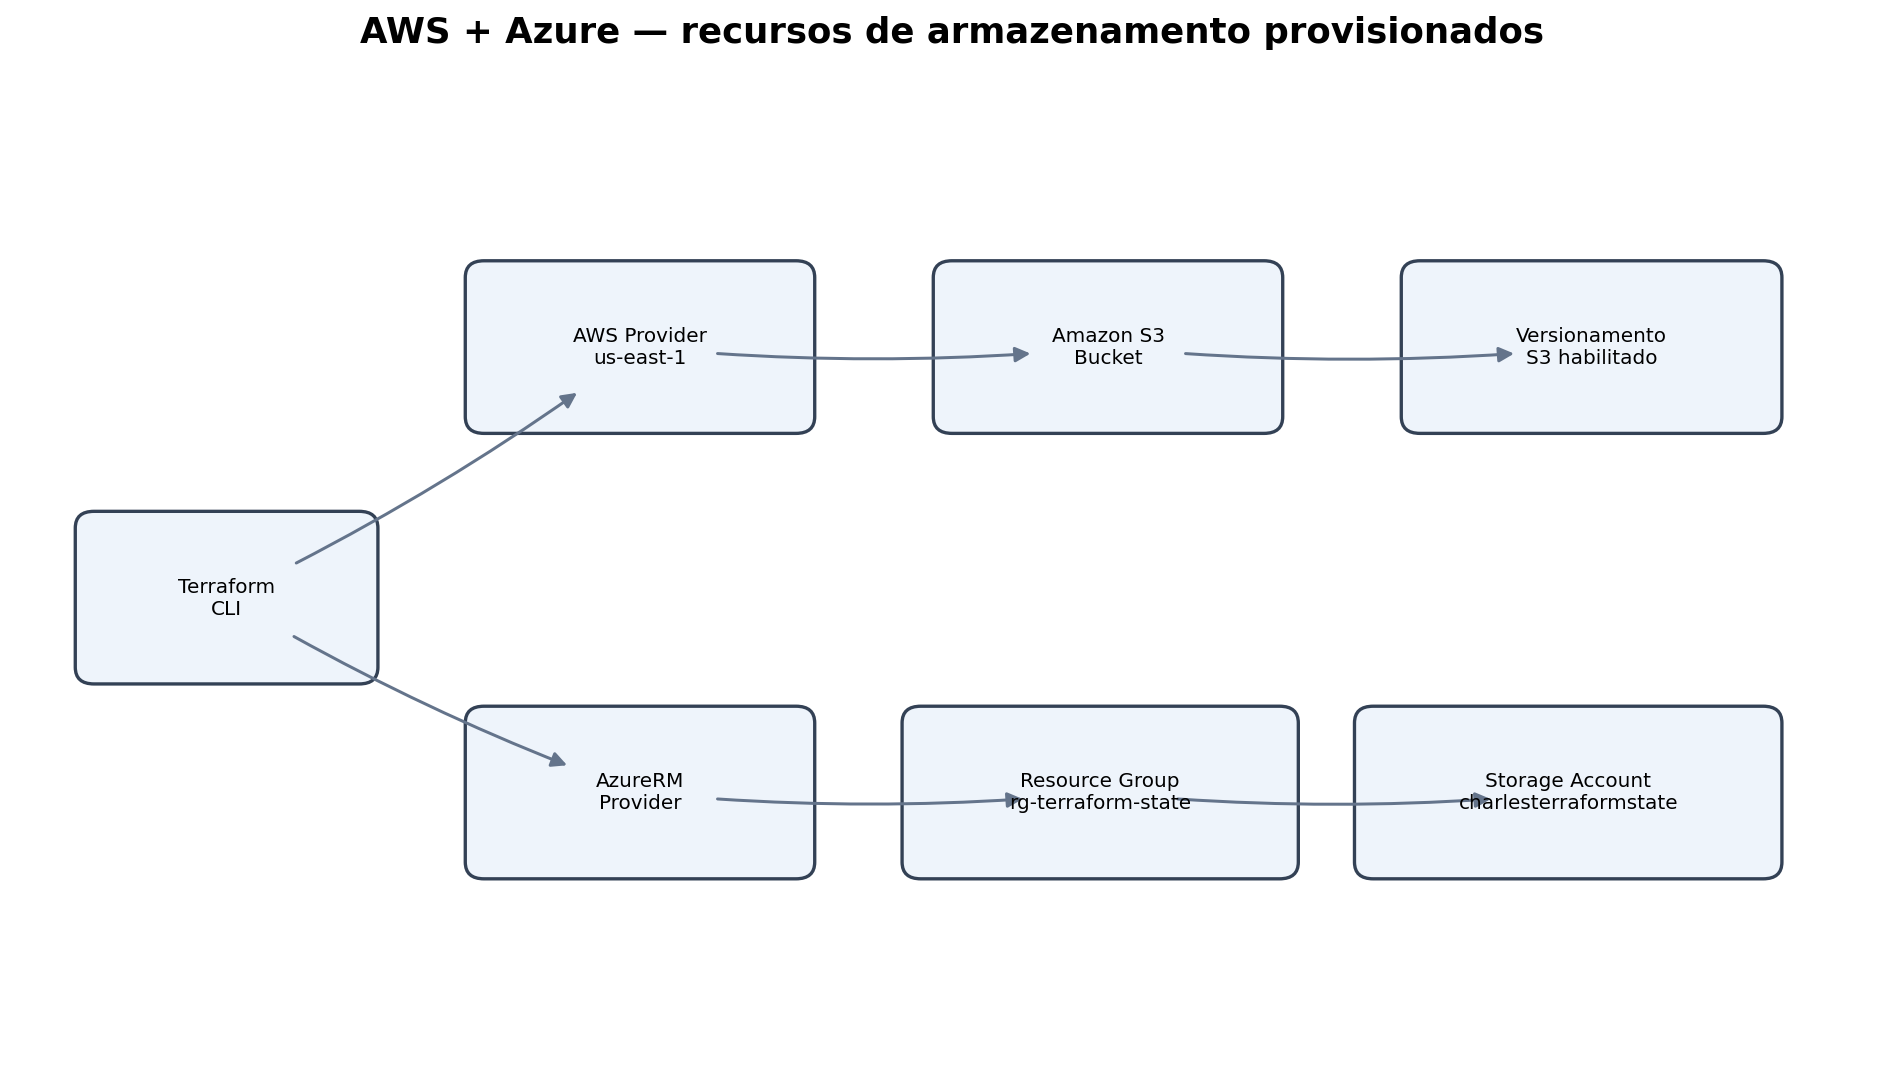 AWS + Azure — recursos de armazenamento provisionados
AWS Provider
us-east-1
Amazon S3
Bucket
Versionamento
S3 habilitado
Terraform
CLI
AzureRM
Provider
Resource Group
rg-terraform-state
Storage Account
charlesterraformstate